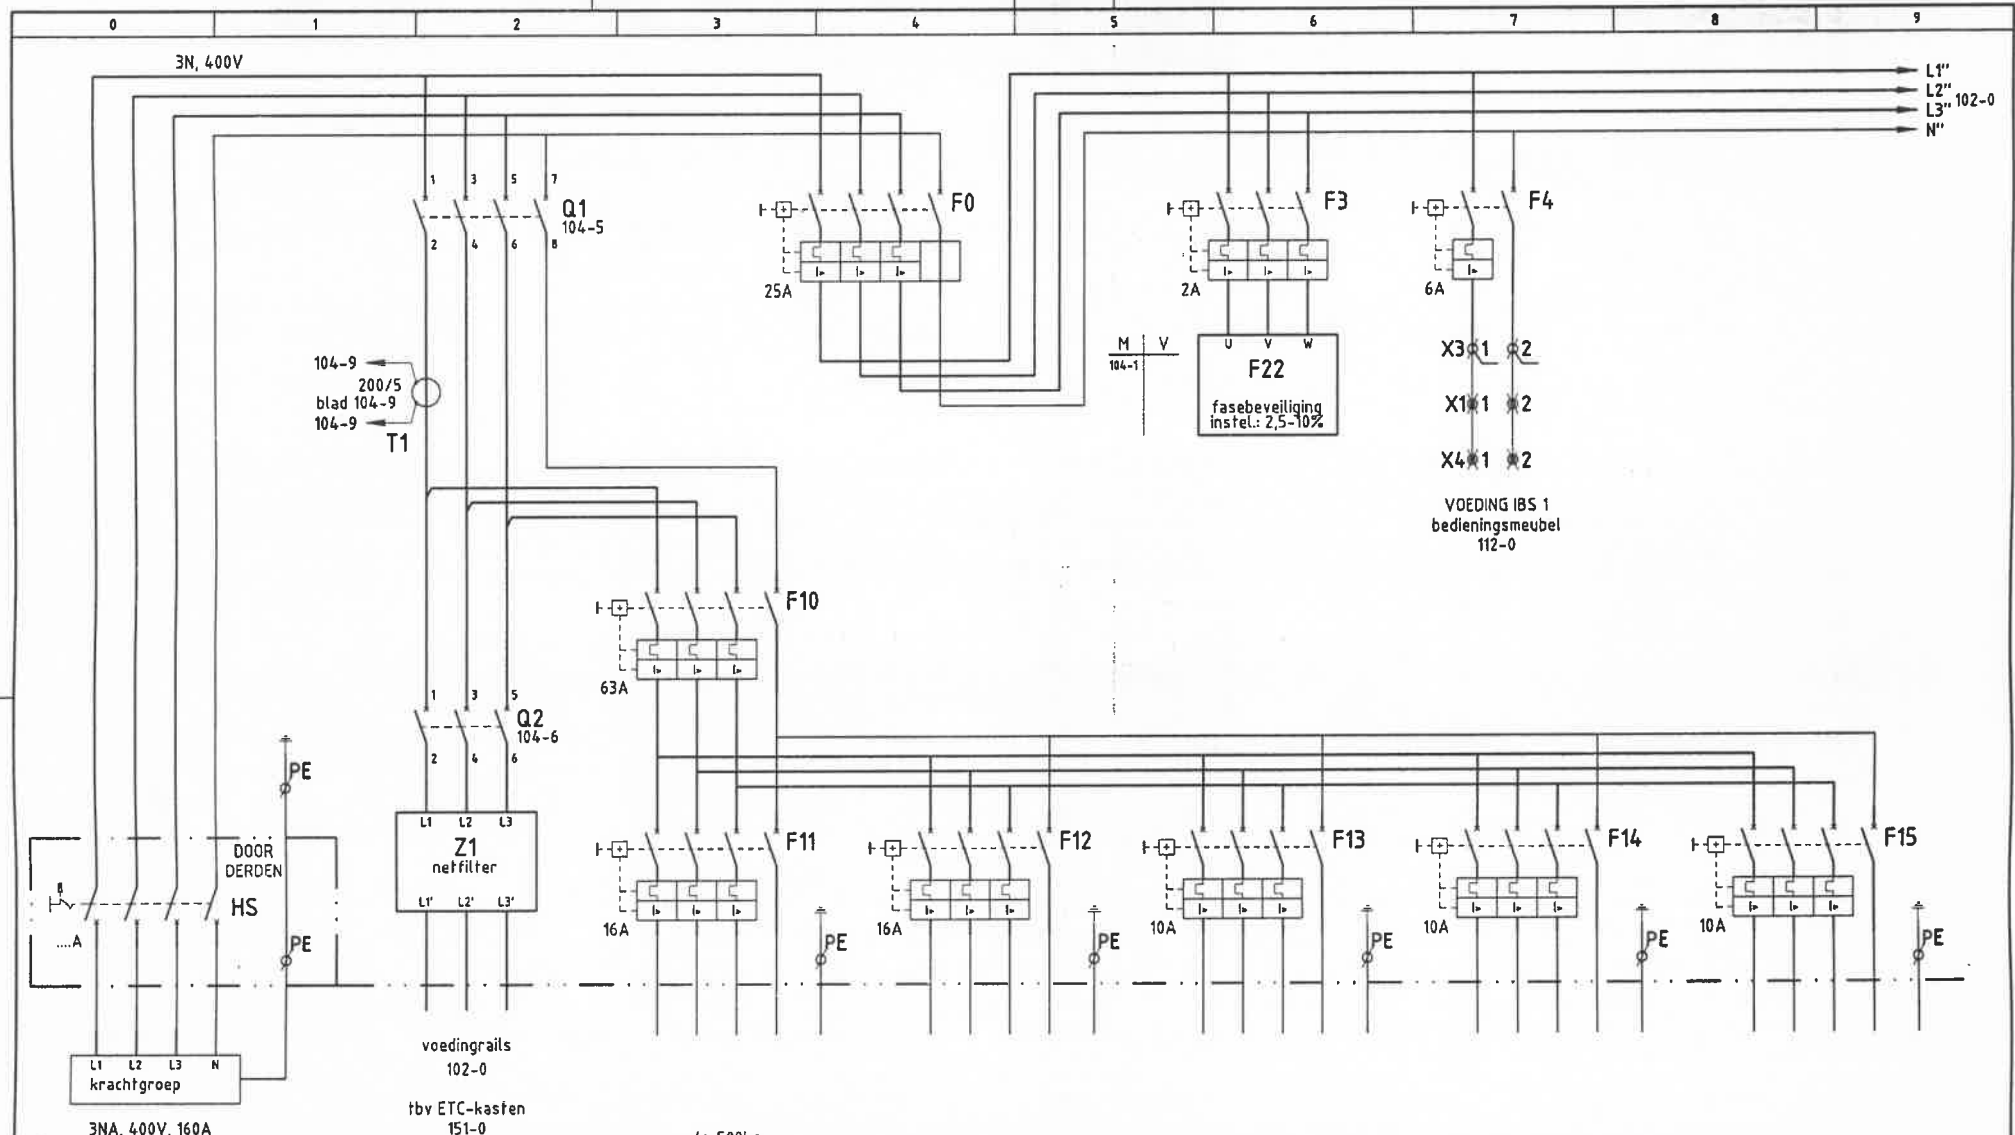 0 1 2 3 4 5 6 7 8 9
3N, 400V
L1"
L2"
L3" 102-0
N"
1 3 5 7
Q1
104-5
2 4 6 8
F0
25A
F3
2A
F4
6A
104-9
200/5
blad 104-9
104-9
T1
M V
104-1
U V W
F22
fasebeveiliging
instel.: 2,5-10%
X3 1 2
X1 1 2
X4 1 2
VOEDING IBS 1
bedieningsmeubel
112-0
F10
63A
1 3 5
Q2
104-6
2 4 6
PE
L1 L2 L3
Z1
netfilter
L1' L2' L3'
DOOR
DERDEN
HS
....A
PE
F11
16A
PE
F12
16A
PE
F13
10A
PE
F14
10A
PE
F15
10A
PE
L1 L2 L3 N
krachtgroep
3NA, 400V, 160A
voedingrails
102-0
tbv ETC-kasten
151-0